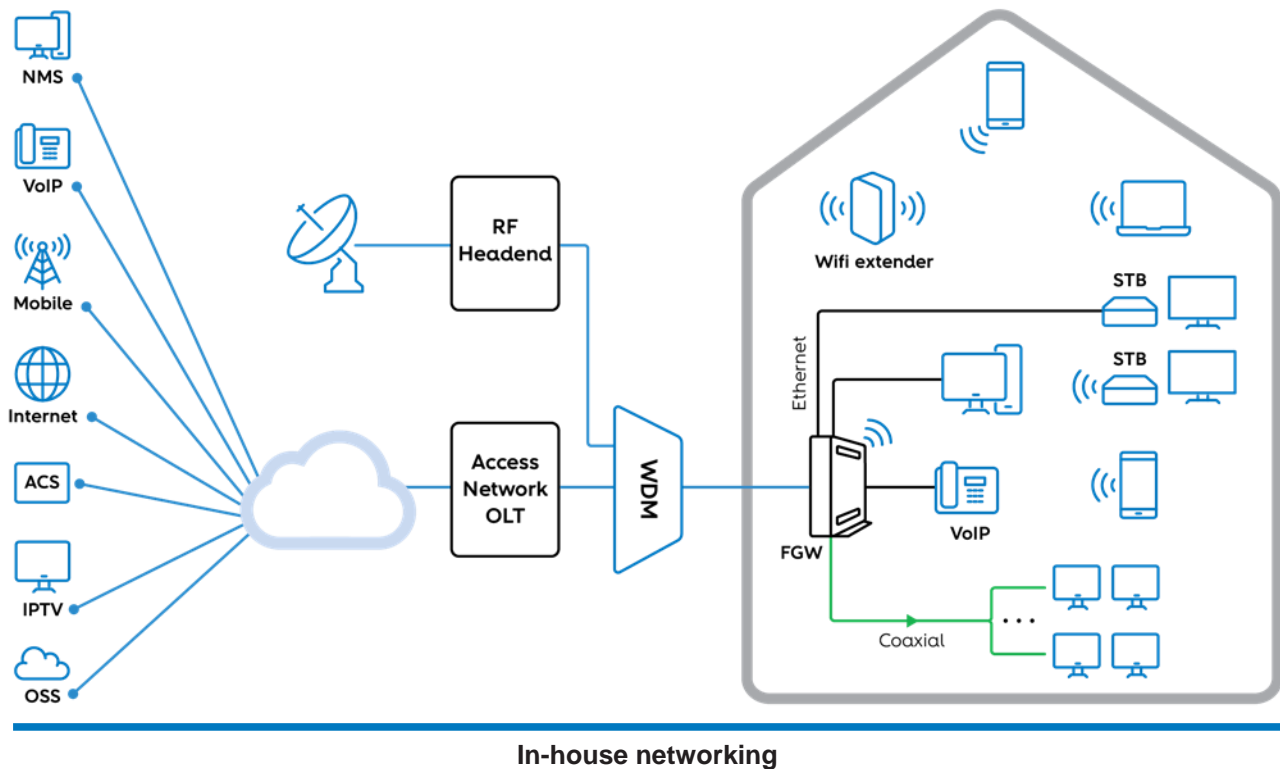 NMS
VoIP
Mobile
Internet
ACS
IPTV
OSS
RF
Headend
Access
Network
OLT
WDM
Wifi extender
STB
STB
Ethernet
VoIP
FGW
Coaxial
In-house networking